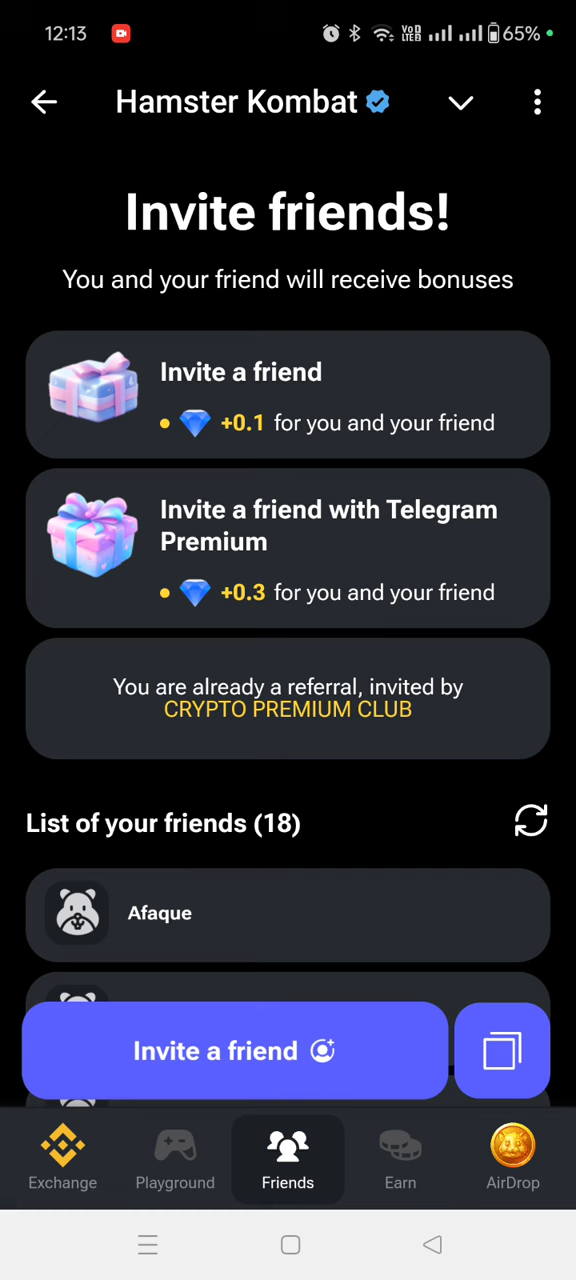 12:13
Vo LTE2 65%
Hamster Kombat
Invite friends!
You and your friend will receive bonuses
Invite a friend
+0.1 for you and your friend
Invite a friend with Telegram
Premium
+0.3 for you and your friend
You are already a referral, invited by
CRYPTO PREMIUM CLUB
List of your friends (18)
Afaque
Invite a friend
Exchange Playground Friends Earn AirDrop